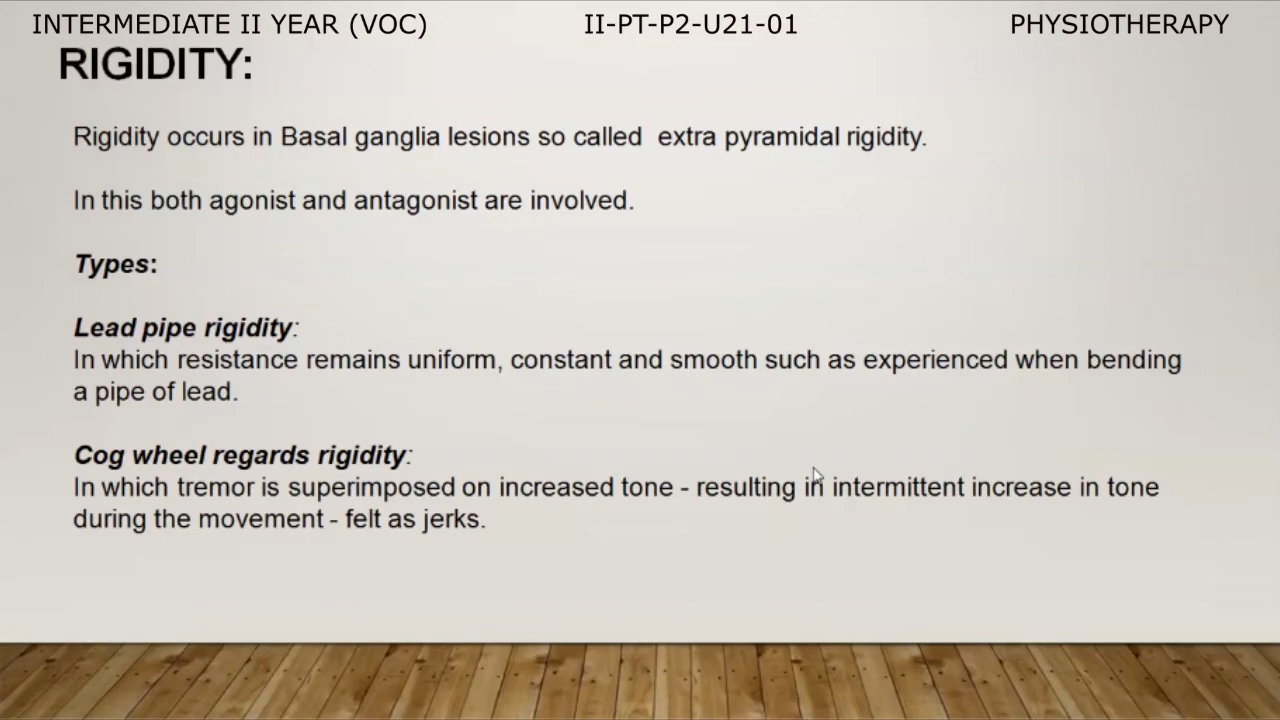 INTERMEDIATE II YEAR (VOC) II-PT-P2-U21-01 PHYSIOTHERAPY
RIGIDITY:
Rigidity occurs in Basal ganglia lesions so called extra pyramidal rigidity.
In this both agonist and antagonist are involved.
Types:
Lead pipe rigidity:
In which resistance remains uniform, constant and smooth such as experienced when bending
a pipe of lead.
Cog wheel regards rigidity:
In which tremor is superimposed on increased tone - resulting in intermittent increase in tone
during the movement - felt as jerks.